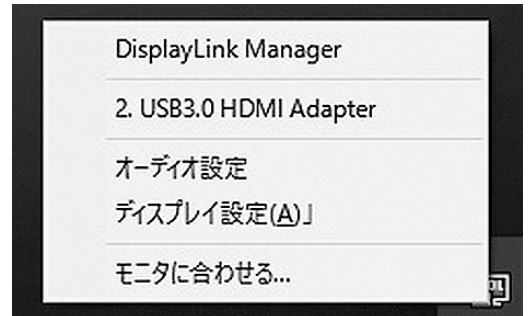 DisplayLink Manager
2. USB3.0 HDMI Adapter
オーディオ設定
ディスプレイ設定(A)」
モニタに合わせる...